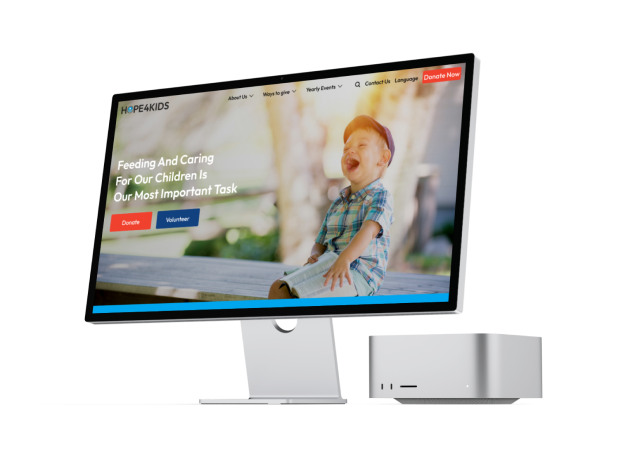 HOPE4KIDS
About Us
Ways to give
Yearly Events
Contact Us
Language
Donate Now
Feeding And Caring
For Our Children Is
Our Most Important Task
Donate
Volunteer